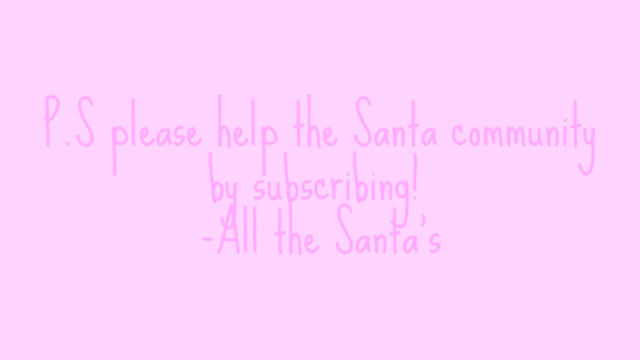 P.S please help the Santa community
by subscribing!
-All the Santa's